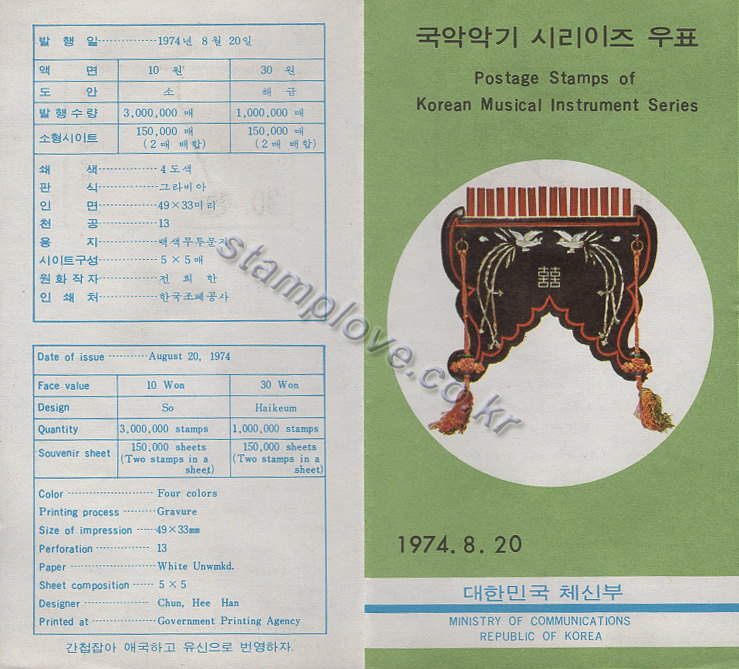 발 행 일 ··············· 1974년 8월 20일
액 면 10 원 30 원
도 안 소 해 금
발 행 수 량 3,000,000 매 1,000,000 매
소형시이트 150,000 매 150,000 매
(2 매 배합) (2 매 배합)
쇄 색 ··············· 4 도색
판 식 ··············· 그라비아
인 면 ··············· 49×33미리
천 공 ··············· 13
용 지 ··············· 백색무투문지
시이트구성 ··············· 5 × 5 매
원 화 작 자 ··············· 전 희 한
인 쇄 처 ··············· 한국조폐공사
Date of issue ··········· August 20, 1974
Face value 10 Won 30 Won
Design So Haikeum
Quantity 3,000,000 stamps 1,000,000 stamps
Souvenir sheet 150,000 sheets 150,000 sheets
(Two stamps in a (Two stamps in a
sheet) sheet)
Color ··············· Four colors
Printing process ········ Gravure
Size of impression ······ 49×33mm
Perforation ··············· 13
Paper ··············· White Unwmkd.
Sheet composition ····· 5 × 5
Designer ··············· Chun, Hee Han
Printed at ··············· Government Printing Agency
간첩잡아 애국하고 유신으로 번영하자.
국악악기 시리이즈 우표
Postage Stamps of
Korean Musical Instrument Series
囍
1974. 8. 20
대한민국 체신부
MINISTRY OF COMMUNICATIONS
REPUBLIC OF KOREA
stamplove.co.kr